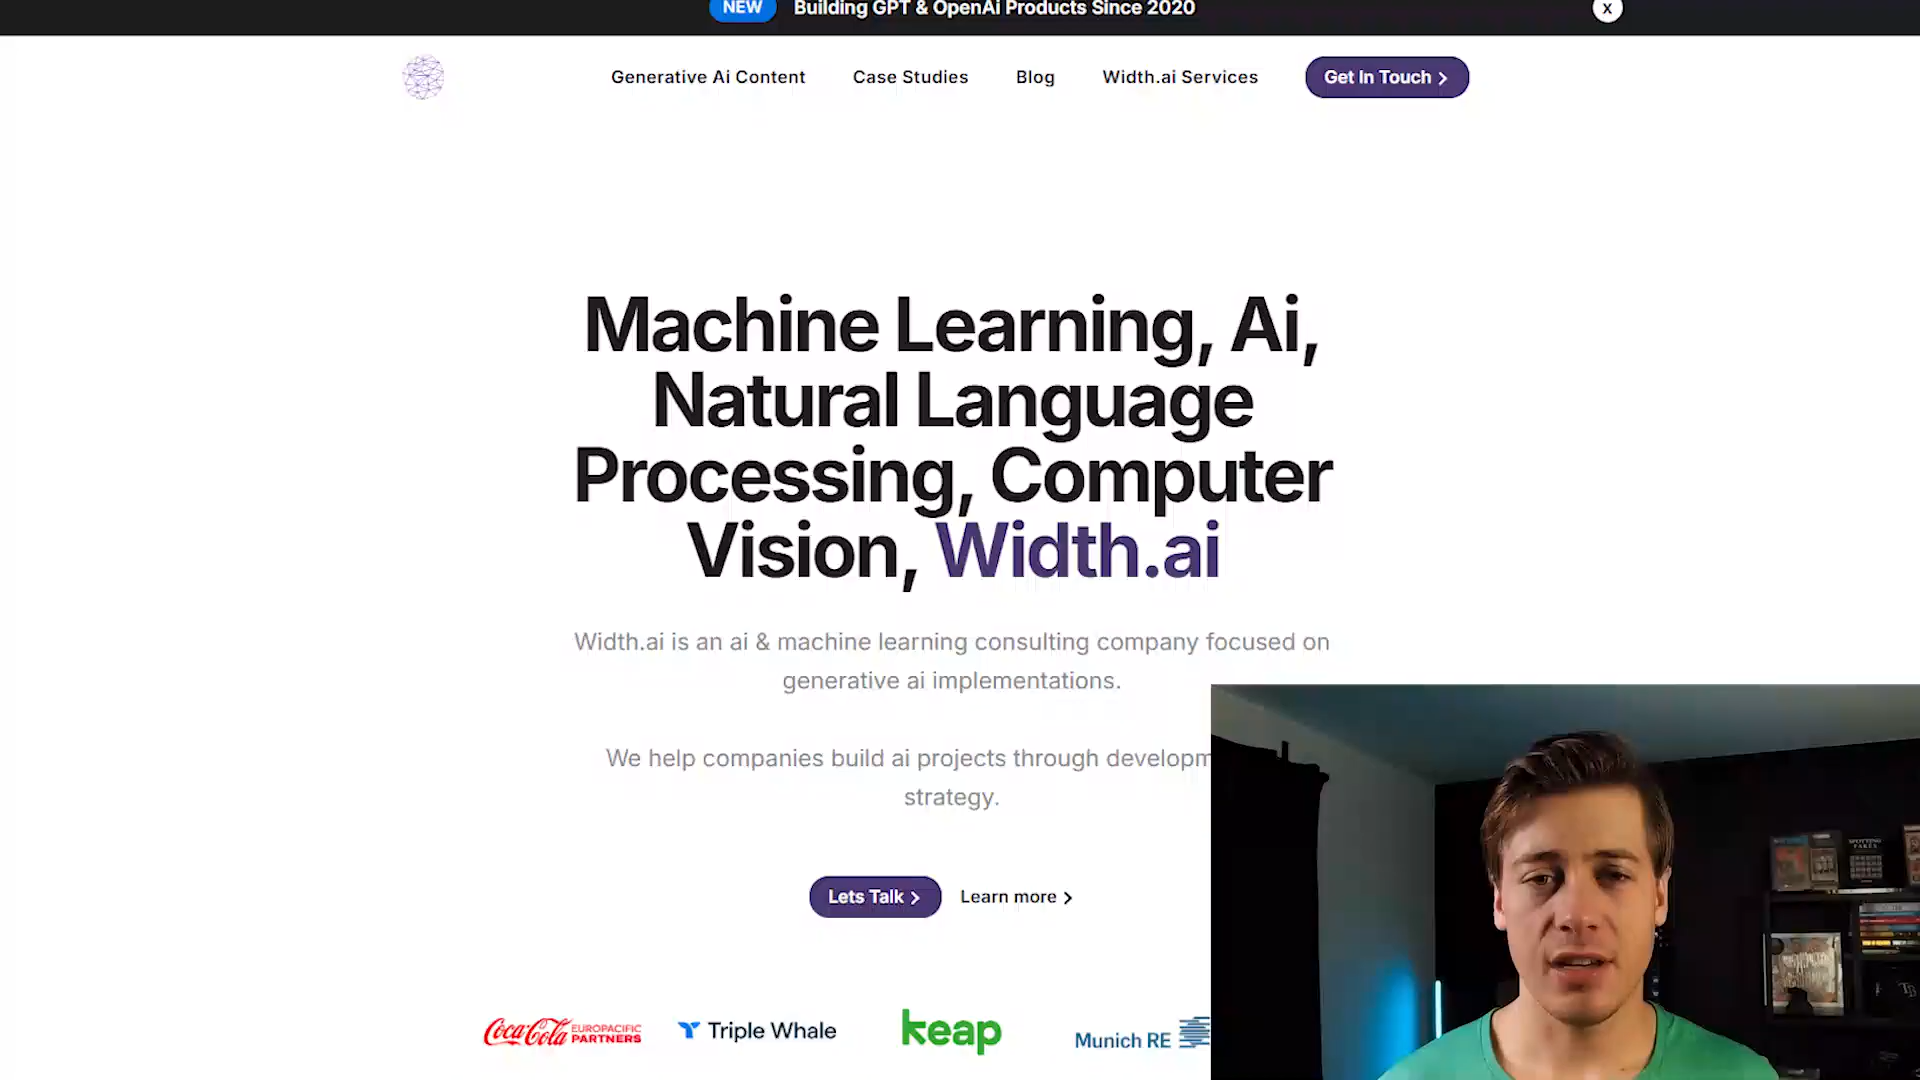 NEW Building GPT & OpenAi Products Since 2020 X
Generative Ai Content Case Studies Blog Width.ai Services Get In Touch
Machine Learning, Ai,
Natural Language
Processing, Computer
Vision, Width.ai
Width.ai is an ai & machine learning consulting company focused on
generative ai implementations.
We help companies build ai projects through developm
strategy.
Lets Talk Learn more
Coca-Cola EUROPACIFIC PARTNERS Triple Whale keap Munich RE
SPOTTING
FAKES
TB